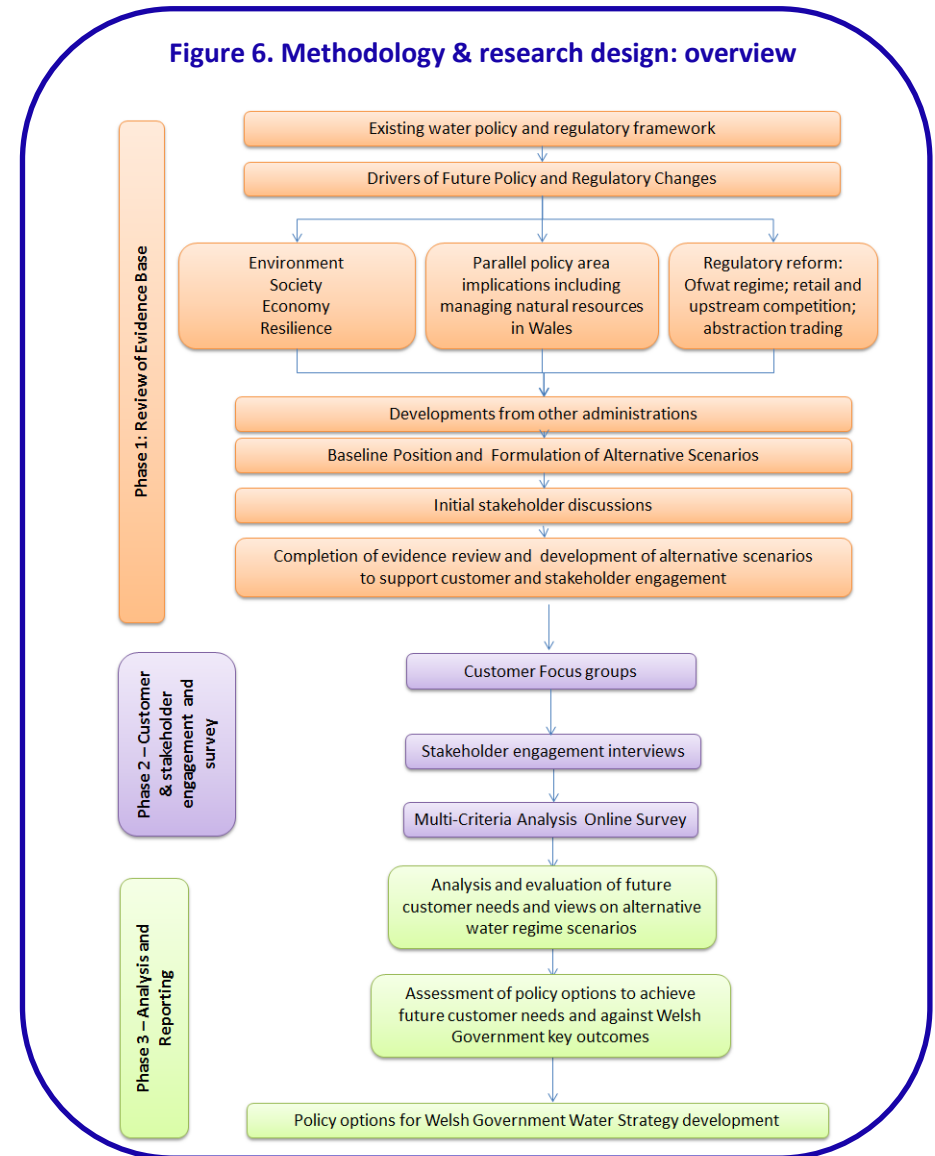 Figure 6. Methodology & research design: overview
Phase 1: Review of Evidence Base
Existing water policy and regulatory framework
Drivers of Future Policy and Regulatory Changes
Environment
Society
Economy
Resilience
Parallel policy area
implications including
managing natural resources
in Wales
Regulatory reform:
Ofwat regime; retail and
upstream competition;
abstraction trading
Developments from other administrations
Baseline Position and Formulation of Alternative Scenarios
Initial stakeholder discussions
Completion of evidence review and development of alternative scenarios
to support customer and stakeholder engagement
Phase 2 – Customer
& stakeholder
engagement and
survey
Customer Focus groups
Stakeholder engagement interviews
Multi-Criteria Analysis Online Survey
Phase 3 – Analysis and
Reporting
Analysis and evaluation of future
customer needs and views on alternative
water regime scenarios
Assessment of policy options to achieve
future customer needs and against Welsh
Government key outcomes
Policy options for Welsh Government Water Strategy development